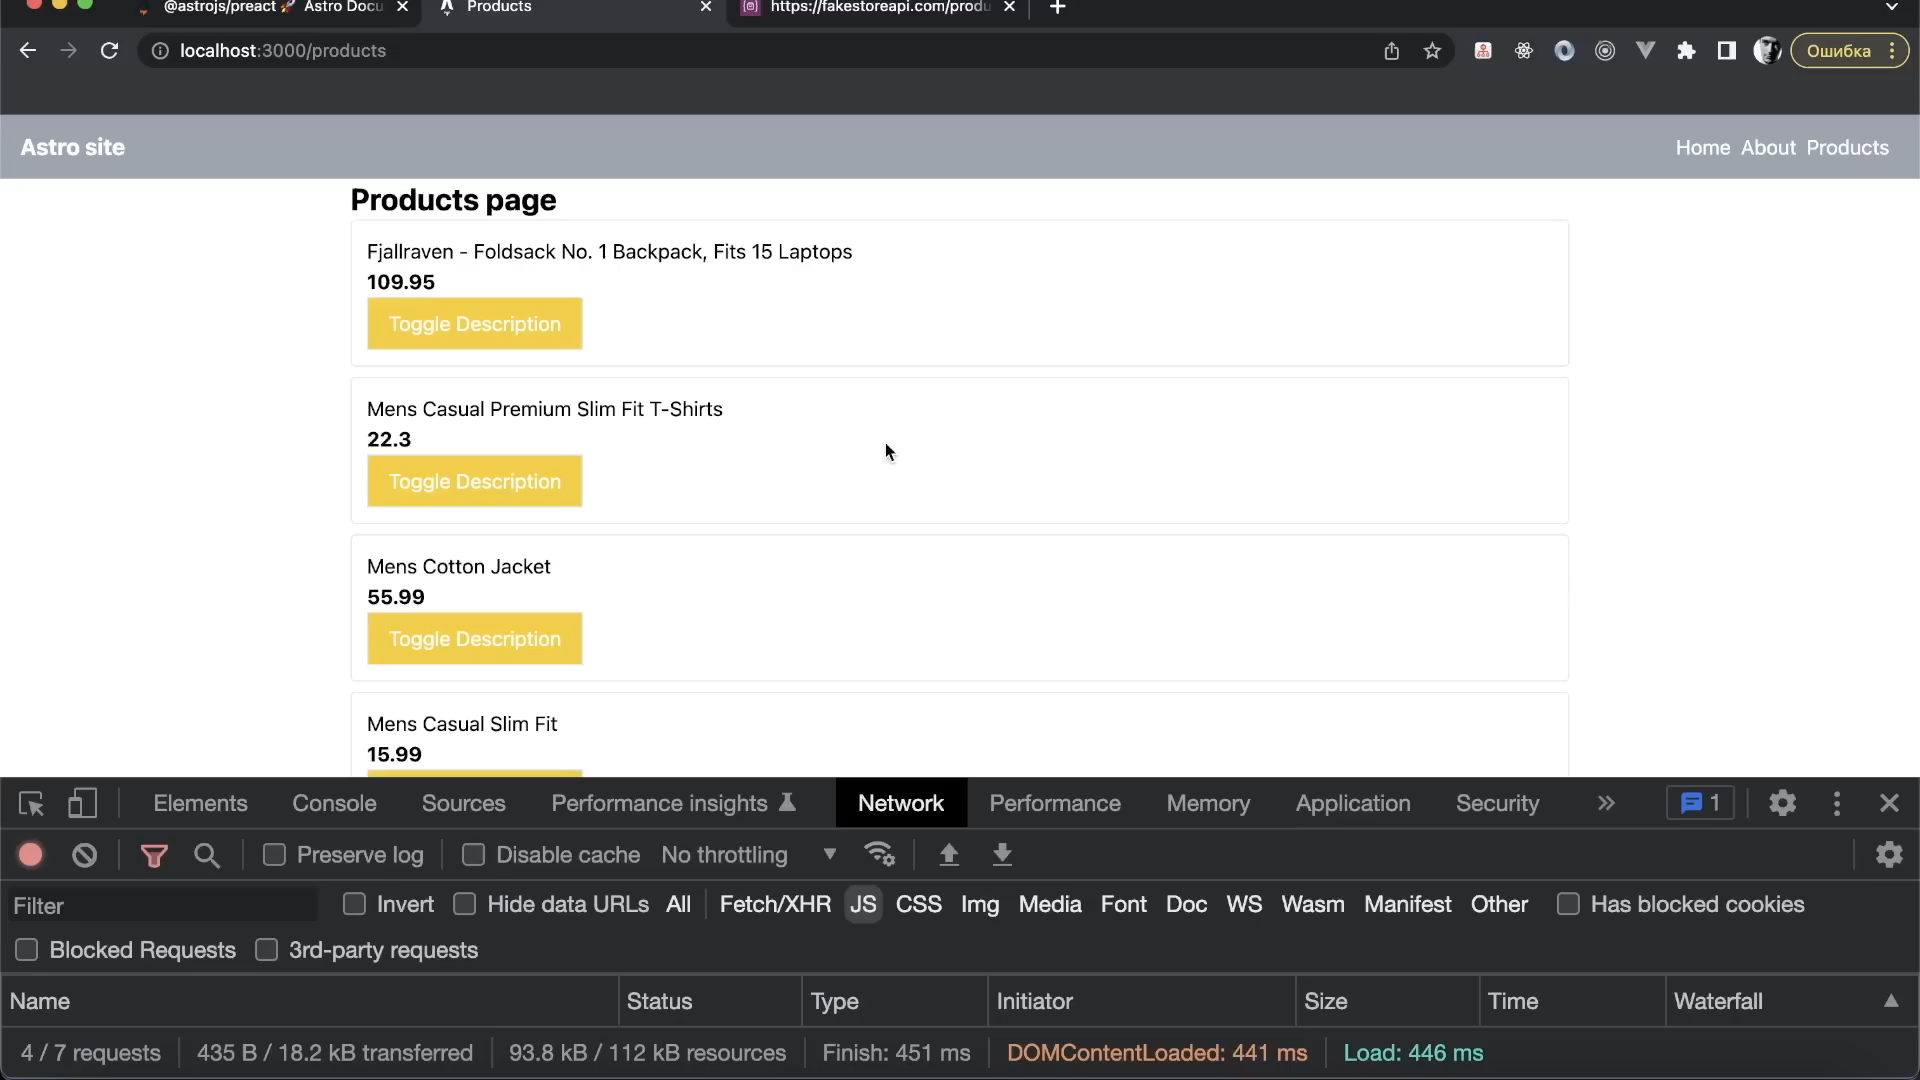 @astrojs/preact 🚀 Astro Docu
Products
https://fakestoreapi.com/produ
localhost:3000/products
Ошибка
Astro site
Home About Products
Products page
Fjallraven - Foldsack No. 1 Backpack, Fits 15 Laptops
109.95
Toggle Description
Mens Casual Premium Slim Fit T-Shirts
22.3
Toggle Description
Mens Cotton Jacket
55.99
Toggle Description
Mens Casual Slim Fit
15.99
Elements Console Sources Performance insights Network Performance Memory Application Security » 1
Preserve log Disable cache No throttling
Filter Invert Hide data URLs All Fetch/XHR JS CSS Img Media Font Doc WS Wasm Manifest Other Has blocked cookies
Blocked Requests 3rd-party requests
Name Status Type Initiator Size Time Waterfall
4 / 7 requests 435 B / 18.2 kB transferred 93.8 kB / 112 kB resources Finish: 451 ms DOMContentLoaded: 441 ms Load: 446 ms